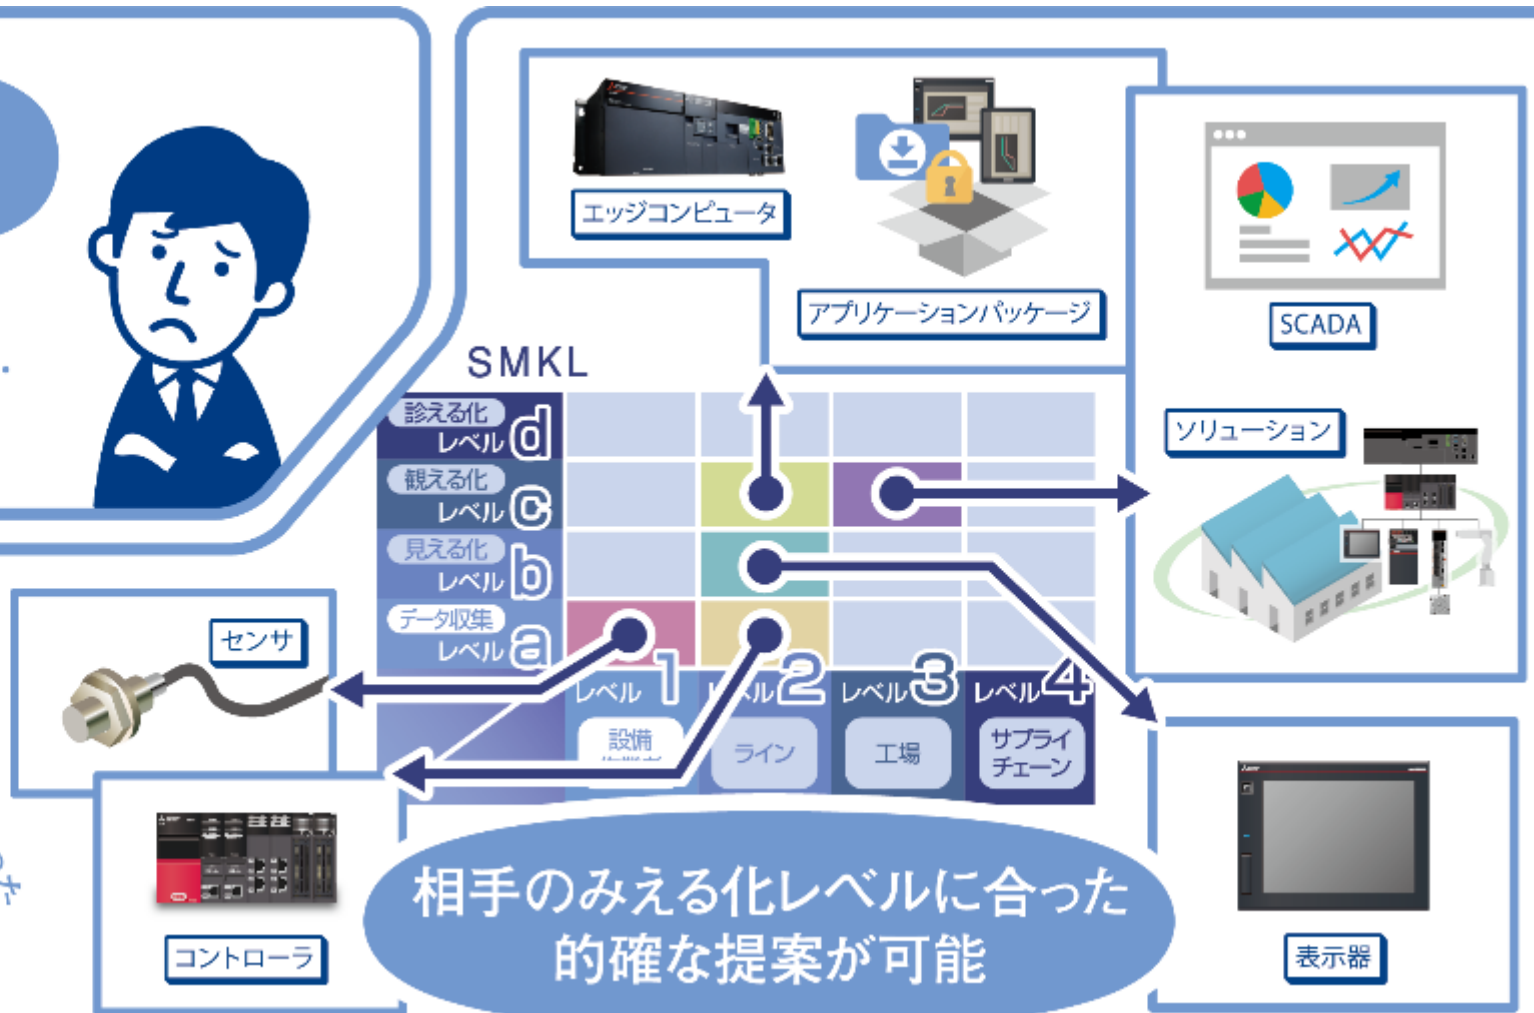 エッジコンピュータ
アプリケーションパッケージ
SCADA
ソリューション
SMKL
診える化
レベル d
観える化
レベル c
見える化
レベル b
データ収集
レベル a
レベル 1
レベル 2
レベル 3
レベル 4
設備
ライン
工場
サプライ
チェーン
センサ
コントローラ
表示器
相手のみえる化レベルに合った
的確な提案が可能